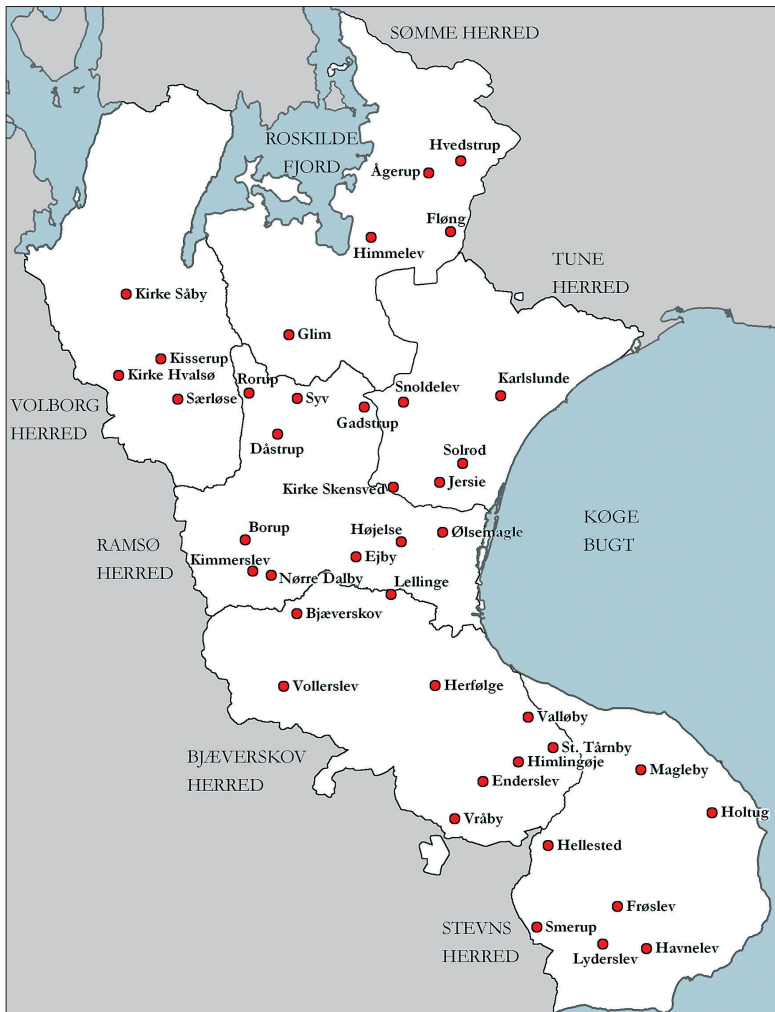 SØMME HERRED
ROSKILDE
FJORD
Hvedstrup
Ågerup
Fløng
Himmelev
TUNE
HERRED
Kirke Såby
Glim
Kisserup
Kirke Hvalsø
Rorup
Særløse
Syv
Snoldelev
Karlslunde
Gadstrup
VOLBORG
HERRED
Dåstrup
Solrød
Jersie
Kirke Skensved
KØGE
BUGT
RAMSØ
HERRED
Borup
Højelse
Ølsemagle
Kimmerslev
Ejby
Nørre Dalby
Lellinge
Bjæverskov
Vollerslev
Herfølge
Valløby
BJÆVERSKOV
HERRED
St. Tårnby
Himlingøje
Magleby
Enderslev
Holtug
Vråby
Hellested
Frøslev
STEVNS
HERRED
Smerup
Lyderslev
Havnelev